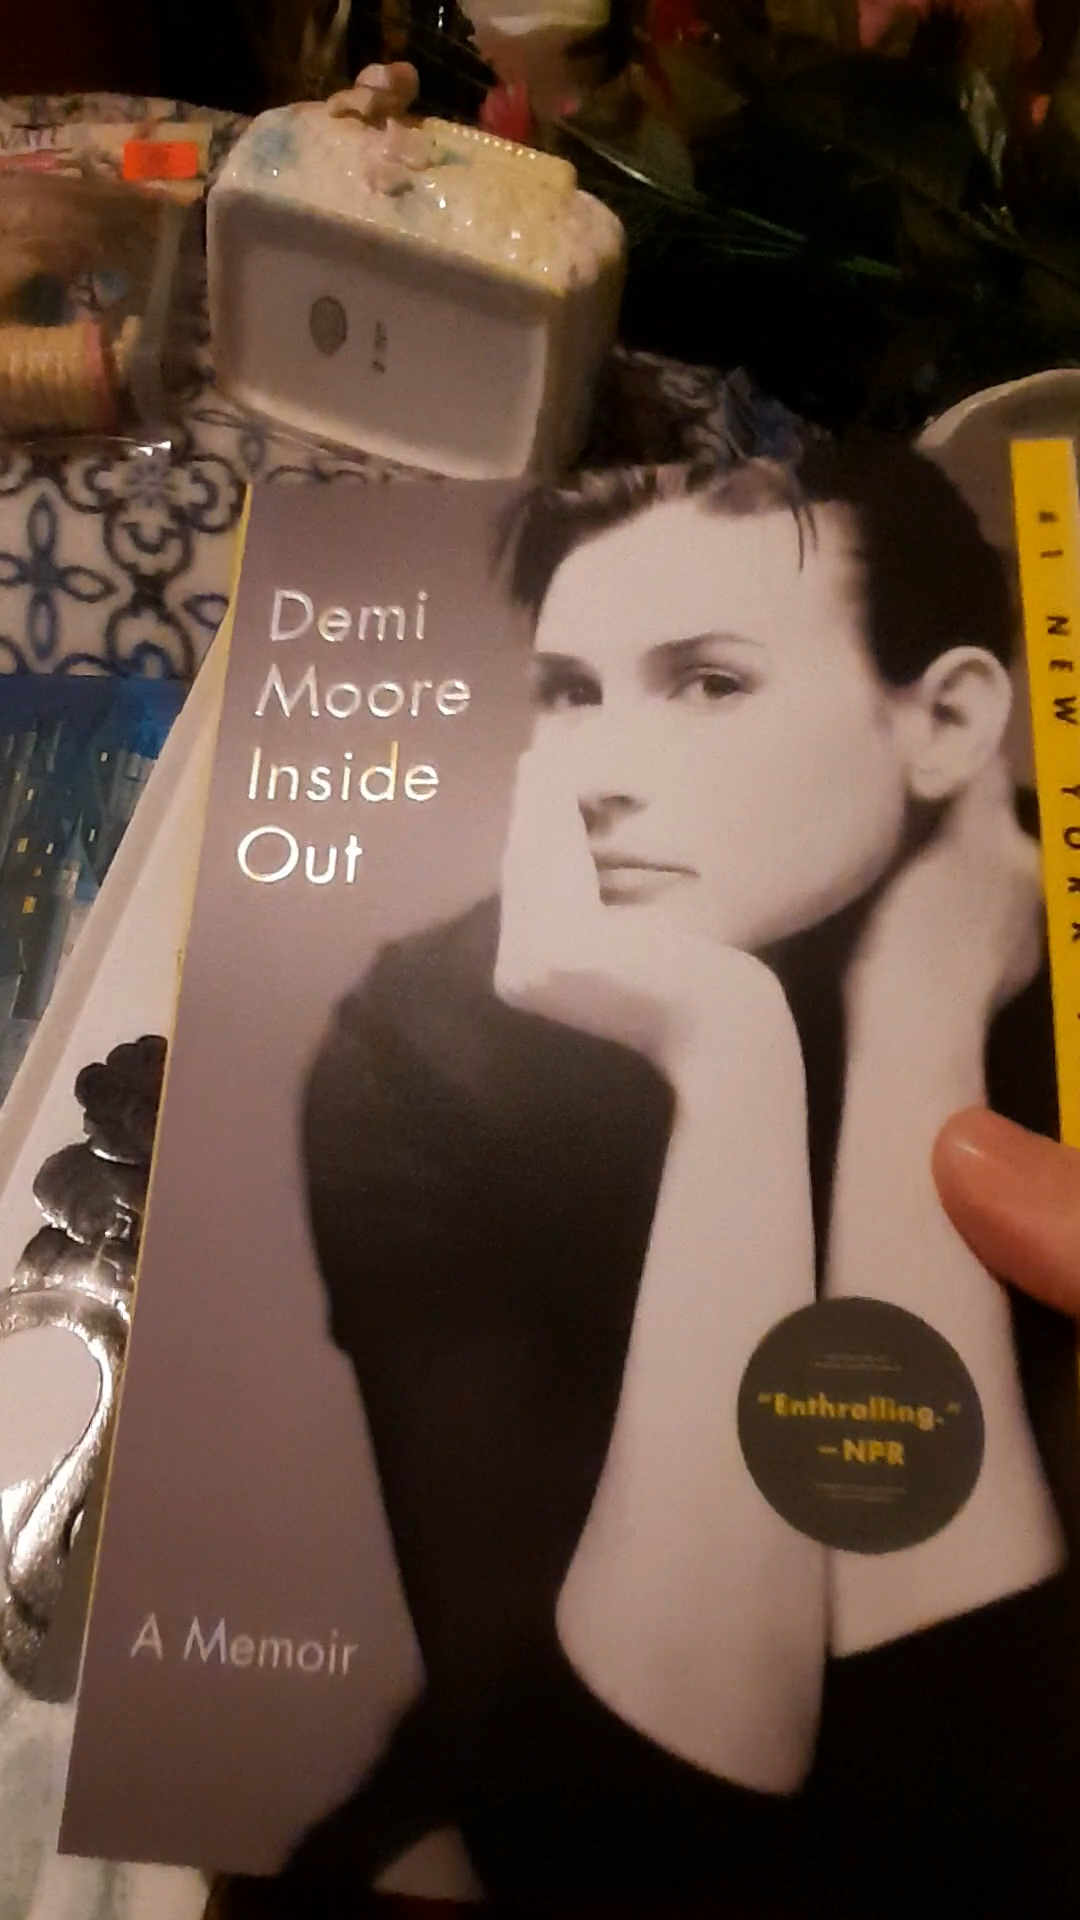 Demi
Moore
Inside
Out
#1 NEW YORK
"Enthralling."
—NPR
A Memoir